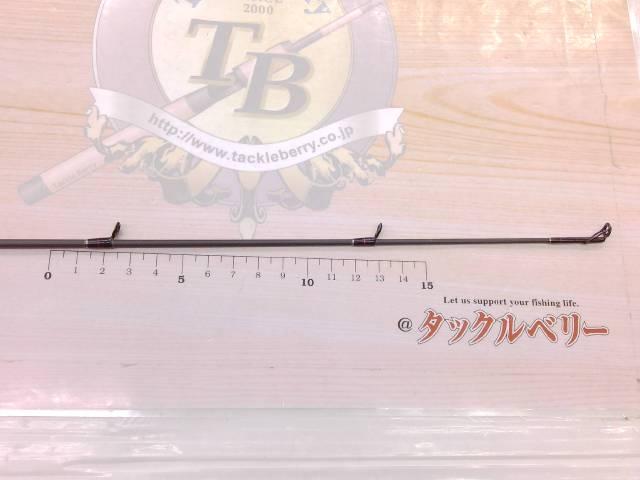 2000
TB
http://www.tackleberry.co.jp
0 1 2 3 4 5 6 7 8 9 10 11 12 13 14 15
Let us support your fishing life.
@タックルベリー